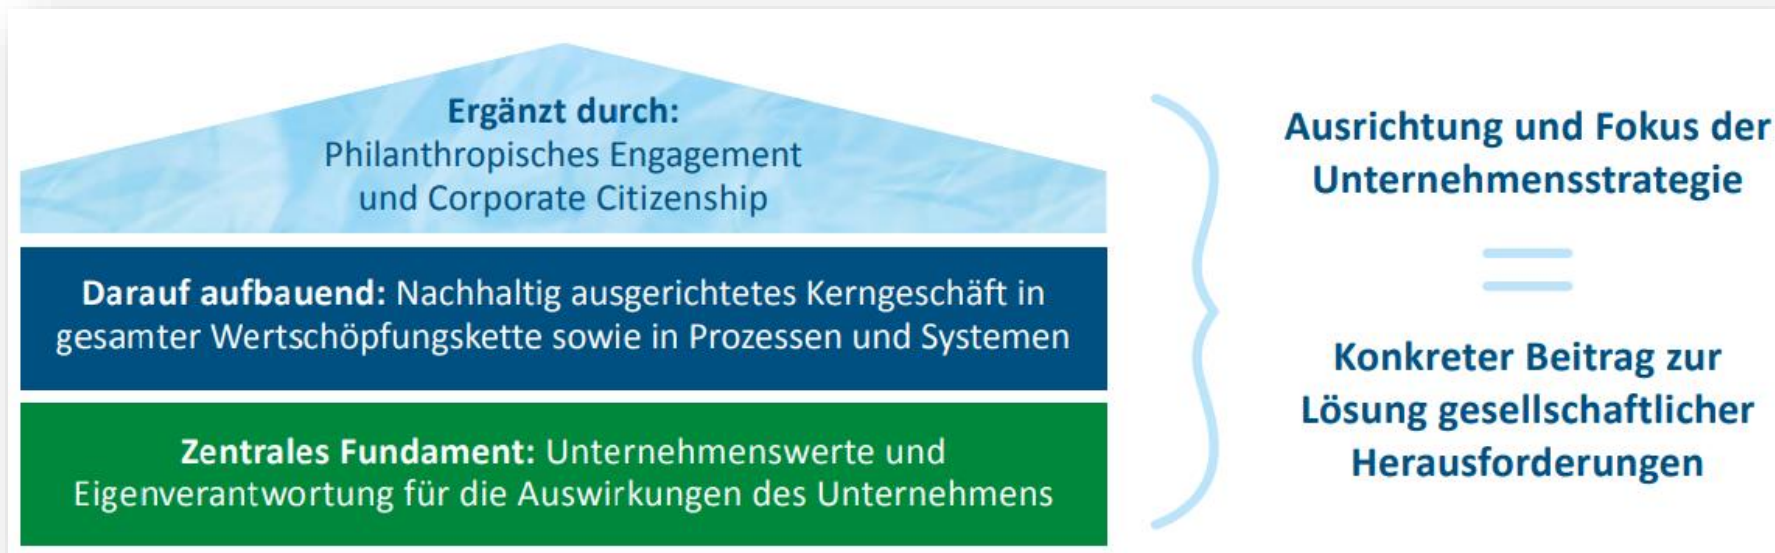 Ergänzt durch:
Philanthropisches Engagement
und Corporate Citizenship
Darauf aufbauend: Nachhaltig ausgerichtetes Kerngeschäft in
gesamter Wertschöpfungskette sowie in Prozessen und Systemen
Zentrales Fundament: Unternehmenswerte und
Eigenverantwortung für die Auswirkungen des Unternehmens
Ausrichtung und Fokus der
Unternehmensstrategie
=
Konkreter Beitrag zur
Lösung gesellschaftlicher
Herausforderungen